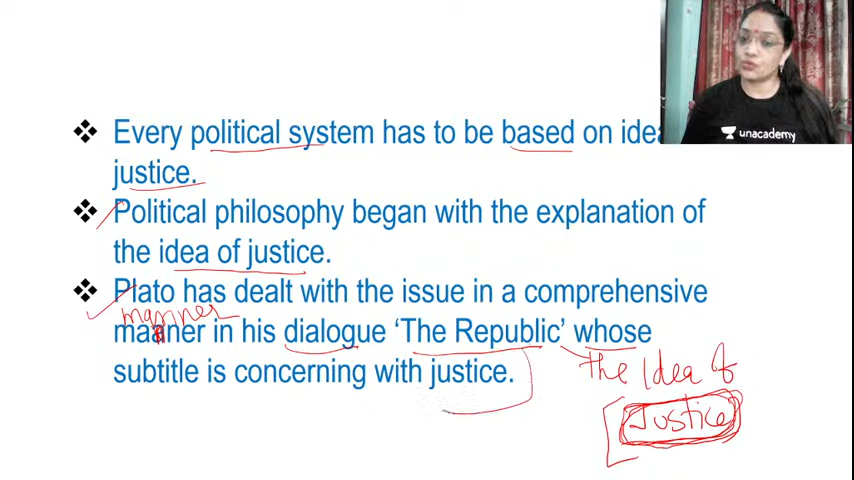 unacademy
❖ Every political system has to be based on idea
justice.
❖ Political philosophy began with the explanation of
the idea of justice.
❖ Plato has dealt with the issue in a comprehensive
manner
manner in his dialogue ‘The Republic’ whose
subtitle is concerning with justice.
the Idea of
Justice